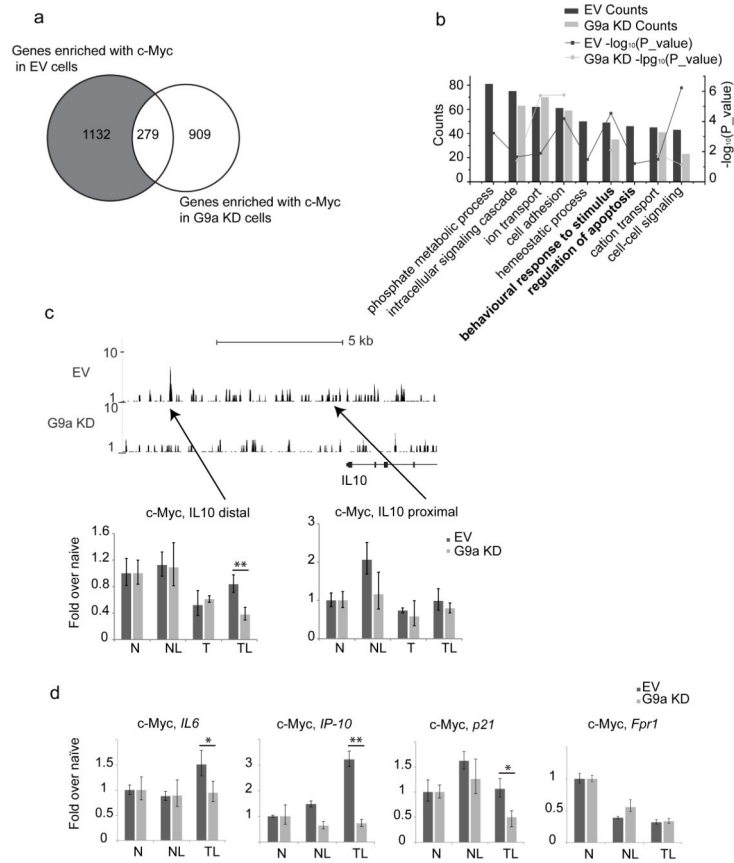 a
Genes enriched with c-Myc
in EV cells
1132
279
909
Genes enriched with c-Myc
in G9a KD cells
b
EV Counts
G9a KD Counts
EV -log10(P_value)
G9a KD -lpg10(P_value)
80
60
40
20
0
Counts
6
4
2
0
-log10(P_value)
phosphate metabolic process
intracellular signaling cascade
ion transport
cell adhesion
hemeostatic process
behavioural response to stimulus
regulation of apoptosis
cation transport
cell-cell signaling
c
5 kb
10
EV
1
10
G9a KD
1
IL10
c-Myc, IL10 distal
Fold over naïve
1.6
1.2
0.8
0.4
0
**
N NL T TL
c-Myc, IL10 proximal
EV
G9a KD
3
2
1
0
N NL T TL
d
EV
G9a KD
Fold over naïve
c-Myc, IL6
2
1.5
1
0.5
0
*
N NL TL
c-Myc, IP-10
4
3
2
1
0
**
N NL TL
c-Myc, p21
2
1.5
1
0.5
0
*
N NL TL
c-Myc, Fpr1
1
0.5
0
N NL TL